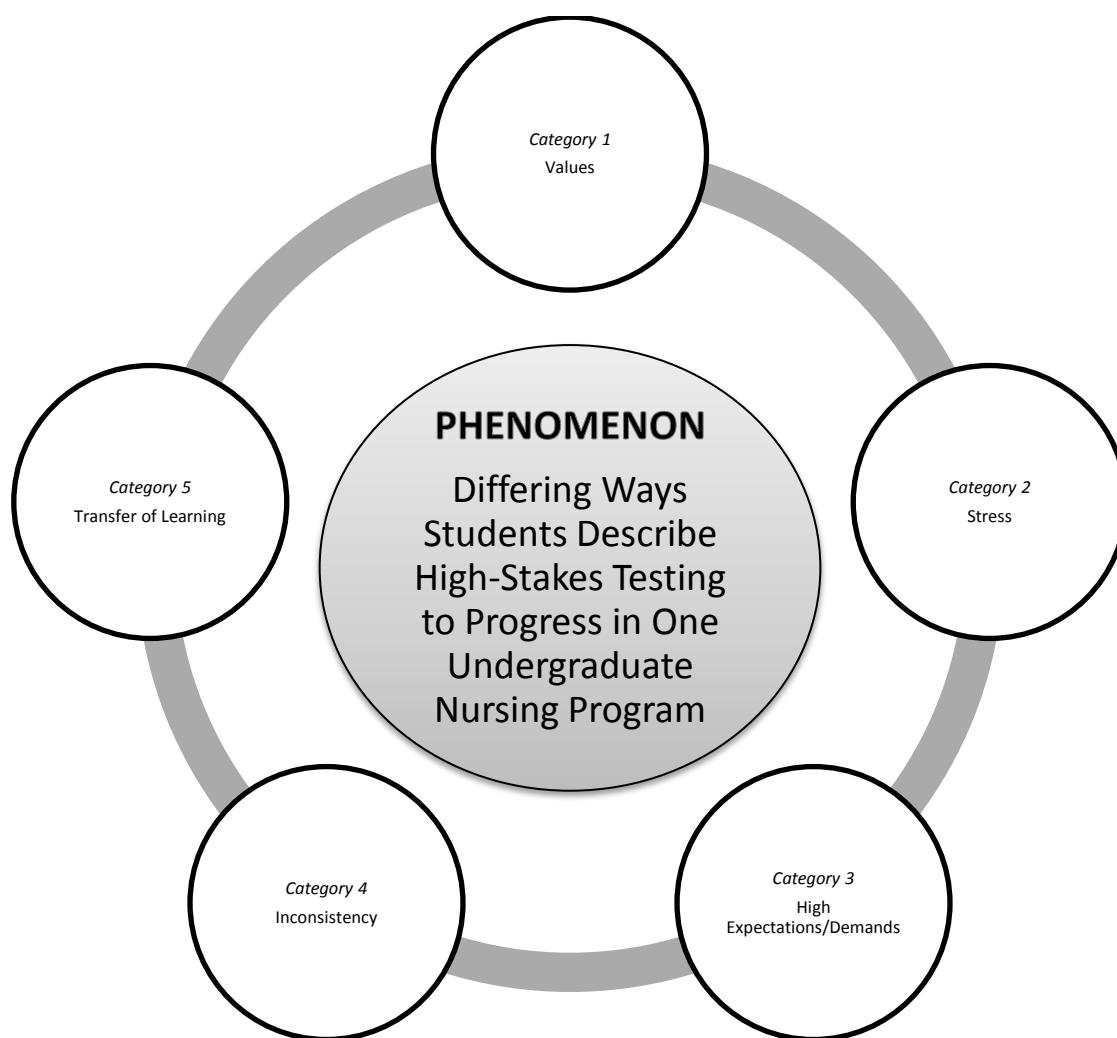 Category 1
Values
Category 2
Stress
Category 3
High
Expectations/Demands
Category 4
Inconsistency
Category 5
Transfer of Learning
PHENOMENON
Differing Ways
Students Describe
High-Stakes Testing
to Progress in One
Undergraduate
Nursing Program